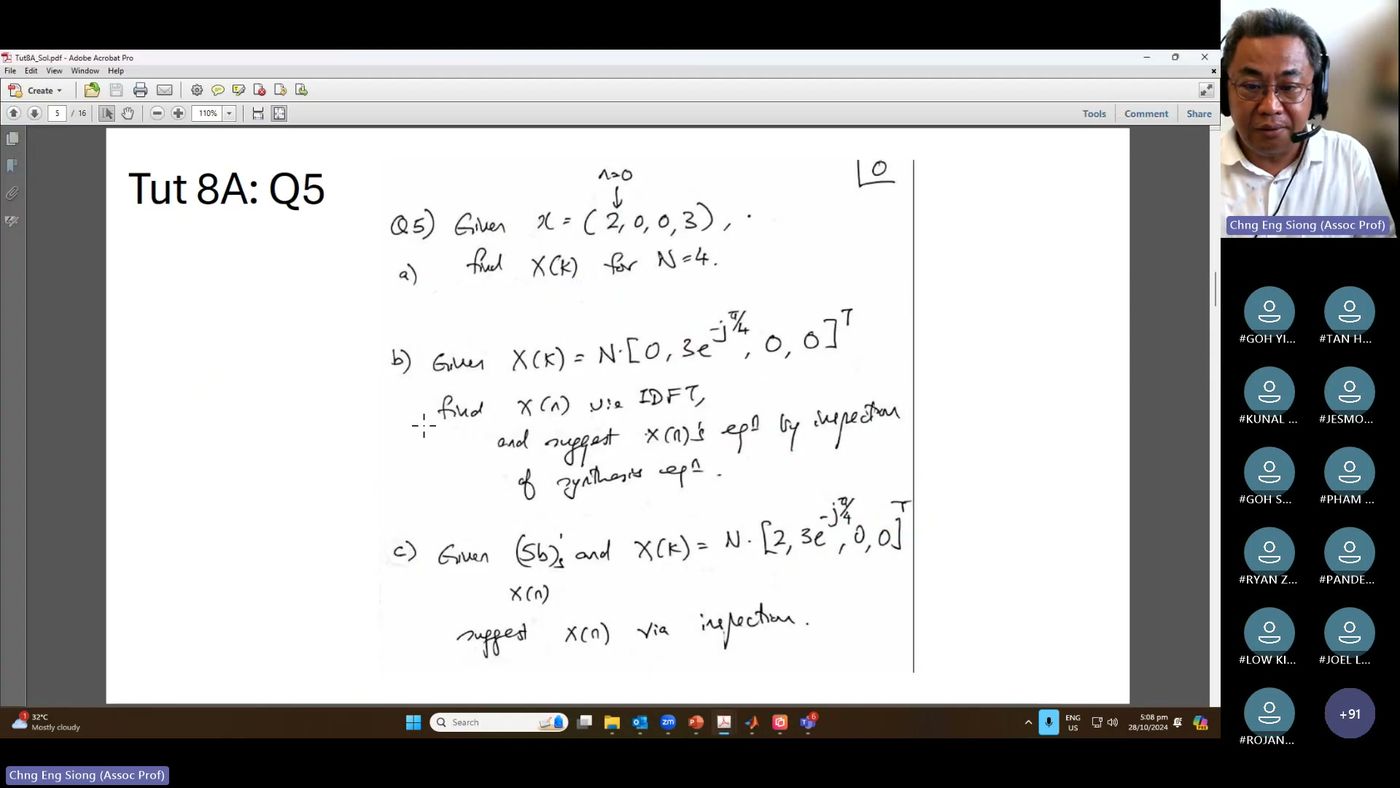 Tut8A_Sol.pdf - Adobe Acrobat Pro
File Edit View Window Help
Create
5 / 16
110%
Tools Comment Share
Tut 8A: Q5
n=0
↓
0
Q5) Given x = (2, 0, 0, 3), .
a) find X(k) for N=4.
b) Given X(k) = N·[0, 3e^{-jπ/4}, 0, 0]^T
find x(n) via IDFT,
and suggest x(n)'s eqn by inspection
of synthesis eqn.
c) Given (5b)'s and X(k) = N·[2, 3e^{-jπ/4}, 0, 0]^T
x(n)
suggest x(n) via inspection.
Chng Eng Siong (Assoc Prof)
#GOH YI...
#TAN H...
#KUNAL ...
#JESMO...
#GOH S...
#PHAM ...
#RYAN Z...
#PANDE...
#LOW KI...
#JOEL L...
#ROJAN...
+91
1
32°C
Mostly cloudy
Search
zm
6
ENG
US
5:08 pm
28/10/2024
Chng Eng Siong (Assoc Prof)